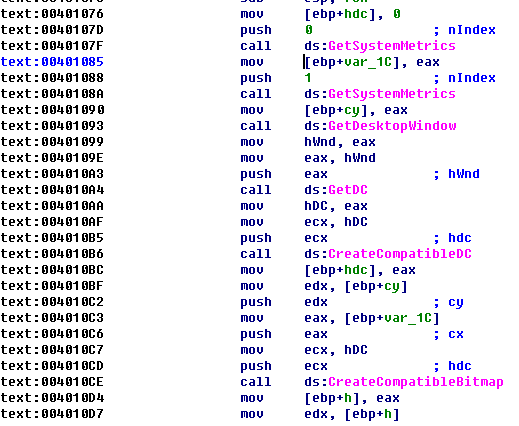 text:00401076 mov [ebp+hdc], 0
text:0040107D push 0 ; nIndex
text:0040107F call ds:GetSystemMetrics
text:00401085 mov [ebp+var_1C], eax
text:00401088 push 1 ; nIndex
text:0040108A call ds:GetSystemMetrics
text:00401090 mov [ebp+cy], eax
text:00401093 call ds:GetDesktopWindow
text:00401099 mov hWnd, eax
text:0040109E mov eax, hWnd
text:004010A3 push eax ; hWnd
text:004010A4 call ds:GetDC
text:004010AA mov hDC, eax
text:004010AF mov ecx, hDC
text:004010B5 push ecx ; hdc
text:004010B6 call ds:CreateCompatibleDC
text:004010BC mov [ebp+hdc], eax
text:004010BF mov edx, [ebp+cy]
text:004010C2 push edx ; cy
text:004010C3 mov eax, [ebp+var_1C]
text:004010C6 push eax ; cx
text:004010C7 mov ecx, hDC
text:004010CD push ecx ; hdc
text:004010CE call ds:CreateCompatibleBitmap
text:004010D4 mov [ebp+h], eax
text:004010D7 mov edx, [ebp+h]